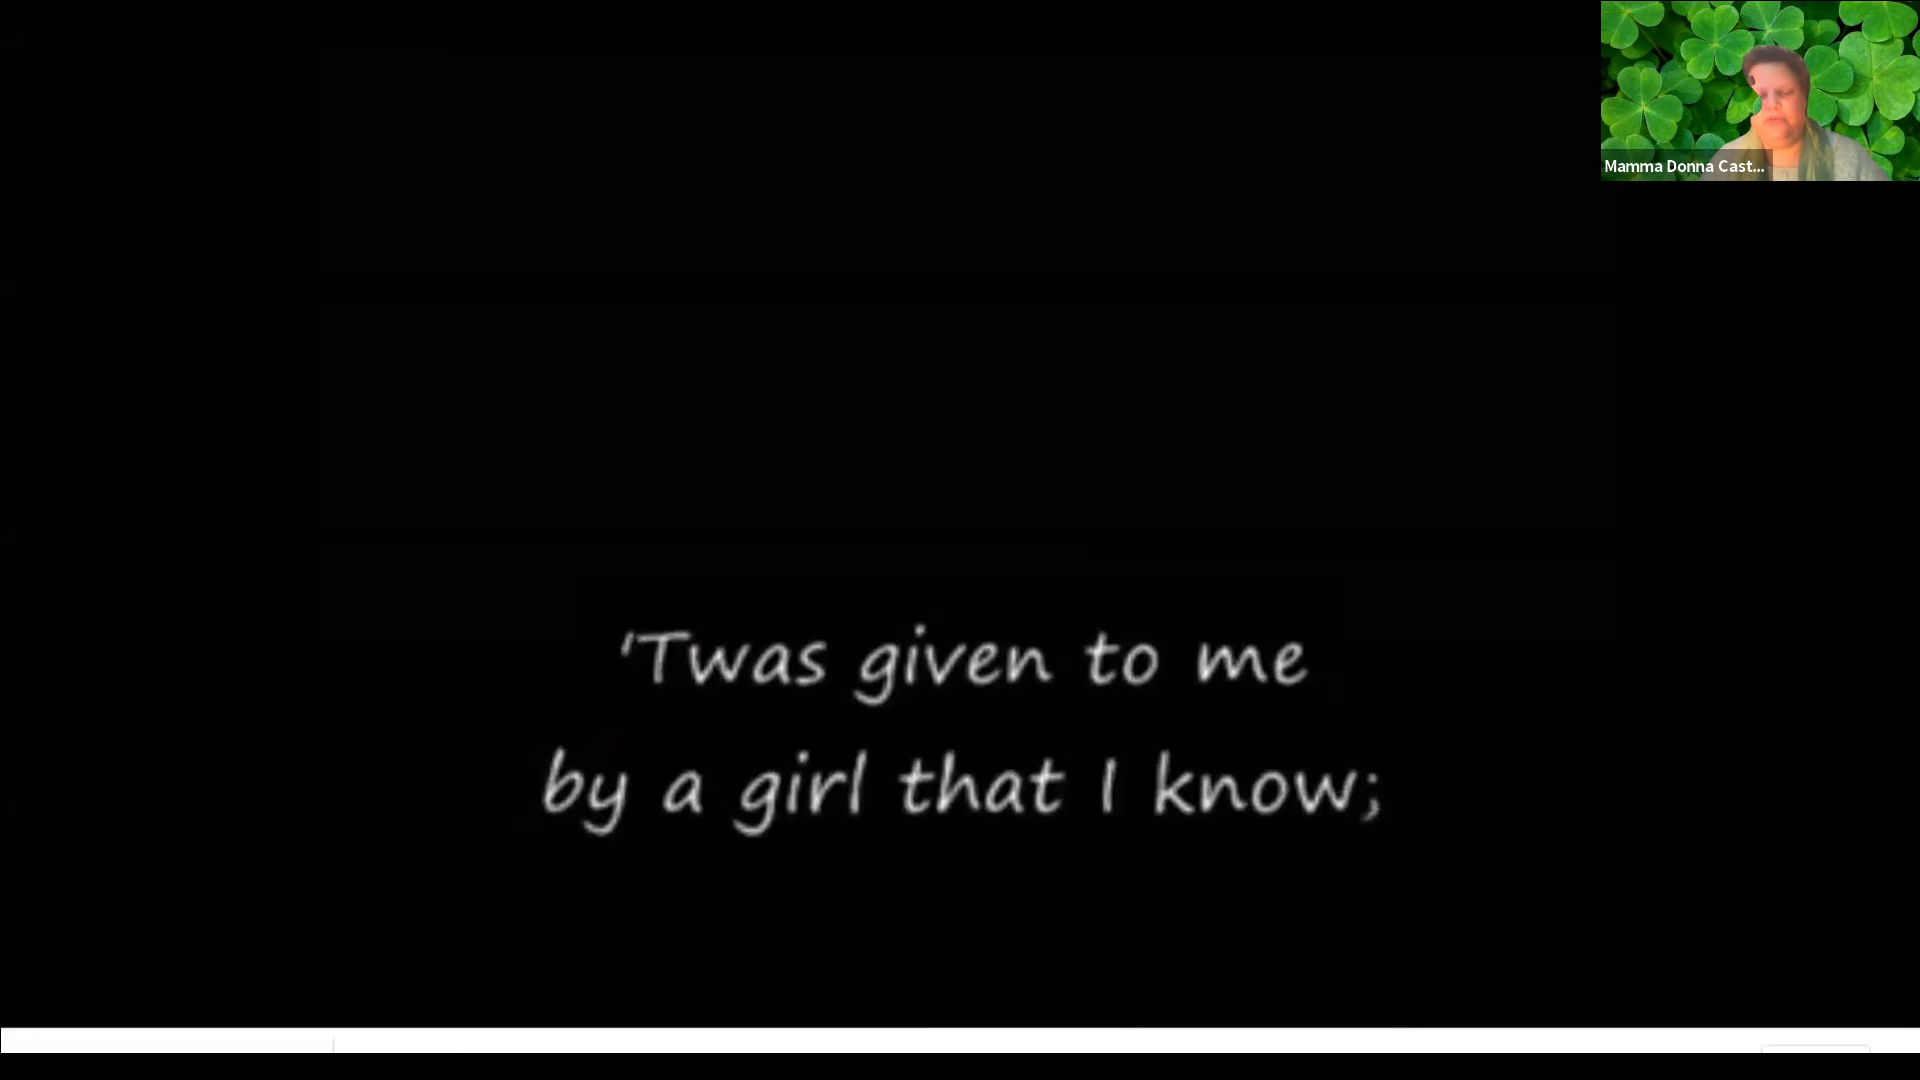 Mamma Donna Cast...
'Twas given to me
by a girl that I know;